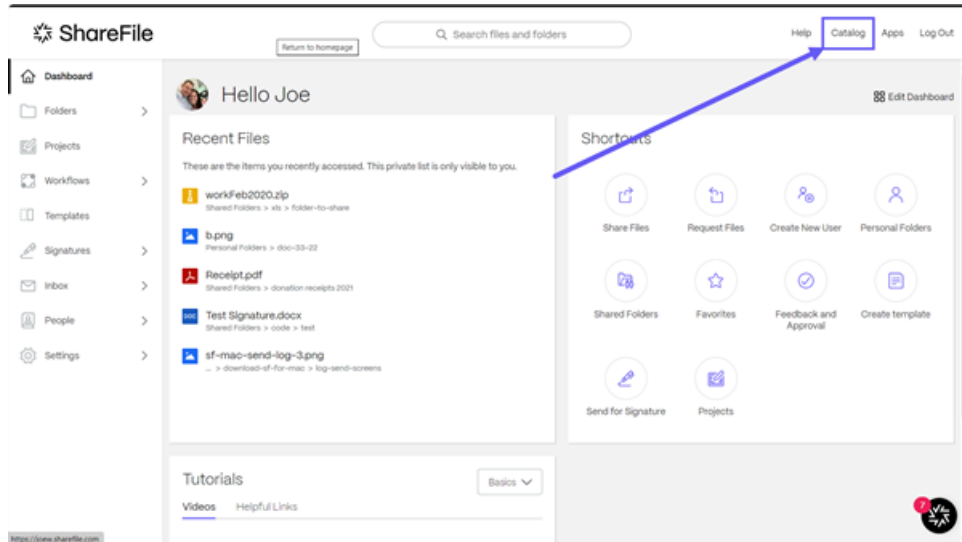 ShareFile
Return to homepage
Search files and folders
Help
Catalog
Apps
Log Out
Dashboard
Folders
Projects
Workflows
Templates
Signatures
Inbox
People
Settings
Hello Joe
Edit Dashboard
Recent Files
These are the items you recently accessed. This private list is only visible to you.
workFeb2020.zip
Shared Folders > xls > folder-to-share
b.png
Personal Folders > doc-33-22
Receipt.pdf
Shared Folders > donation receipts 2021
DOC
Test Signature.docx
Shared Folders > code > test
sf-mac-send-log-3.png
... > download-sf-for-mac > log-send-screens
Shortcuts
Share Files
Request Files
Create New User
Personal Folders
Shared Folders
Favorites
Feedback and
Approval
Create template
Send for Signature
Projects
Tutorials
Basics
Videos
Helpful Links
7
https://joew.sharefile.com